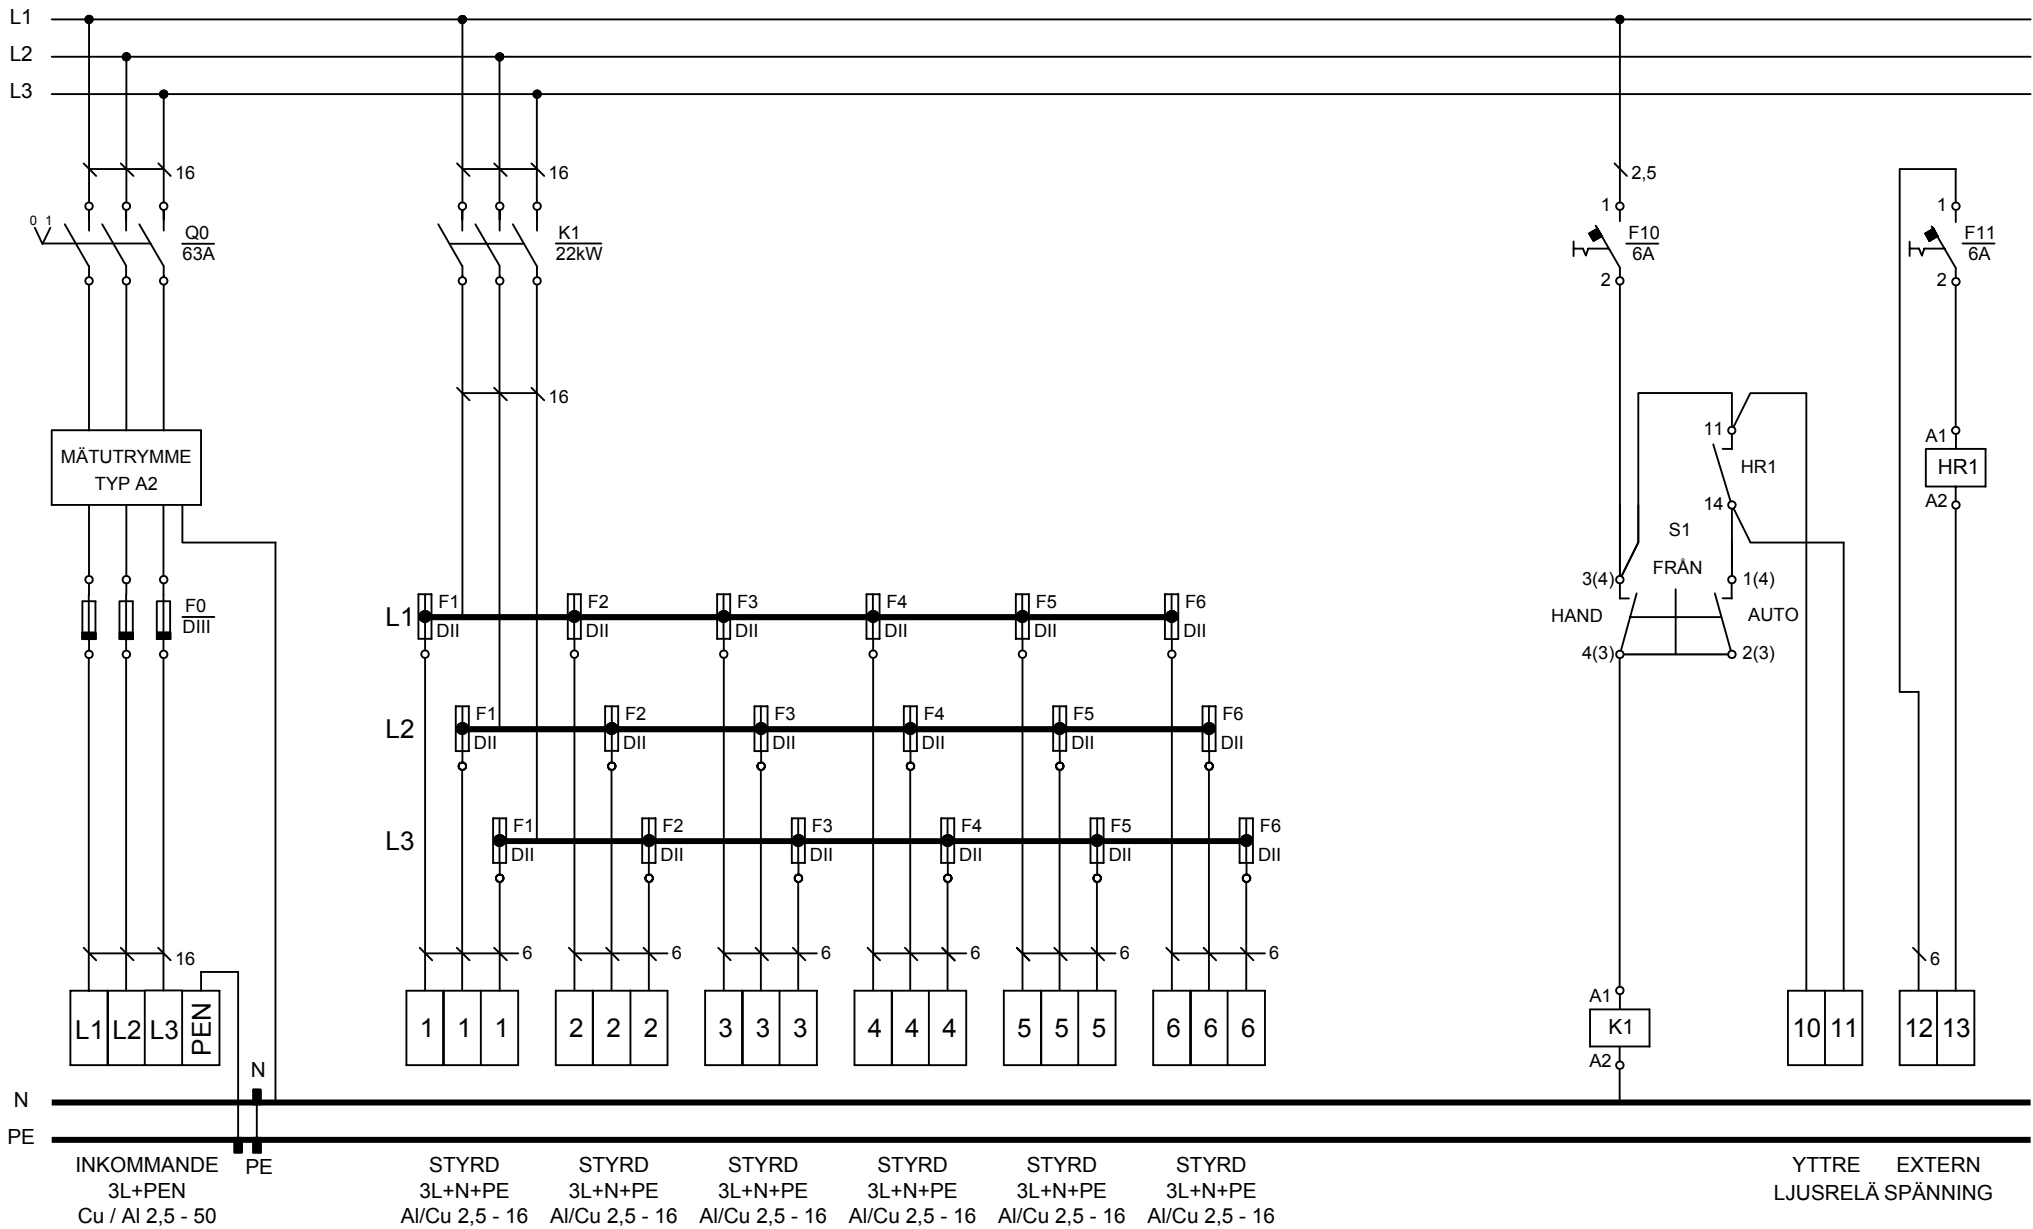 L1
L2
L3
16
16
2,5
0 1
Q0
63A
K1
22kW
1
F10
6A
2
1
F11
6A
2
16
MÄTUTRYMME
TYP A2
11
HR1
14
A1
HR1
A2
S1
FRÅN
3(4)
1(4)
HAND
AUTO
4(3)
2(3)
F0
DIII
L1
F1
DII
F2
DII
F3
DII
F4
DII
F5
DII
F6
DII
L2
F1
DII
F2
DII
F3
DII
F4
DII
F5
DII
F6
DII
L3
F1
DII
F2
DII
F3
DII
F4
DII
F5
DII
F6
DII
16
6
6
6
6
6
6
6
L1 L2 L3 PEN
1 1 1
2 2 2
3 3 3
4 4 4
5 5 5
6 6 6
A1
K1
A2
10 11
12 13
N
N
PE
PE
INKOMMANDE
3L+PEN
Cu / Al 2,5 - 50
STYRD
3L+N+PE
Al/Cu 2,5 - 16
STYRD
3L+N+PE
Al/Cu 2,5 - 16
STYRD
3L+N+PE
Al/Cu 2,5 - 16
STYRD
3L+N+PE
Al/Cu 2,5 - 16
STYRD
3L+N+PE
Al/Cu 2,5 - 16
STYRD
3L+N+PE
Al/Cu 2,5 - 16
YTTRE
LJUSRELÄ
EXTERN
SPÄNNING